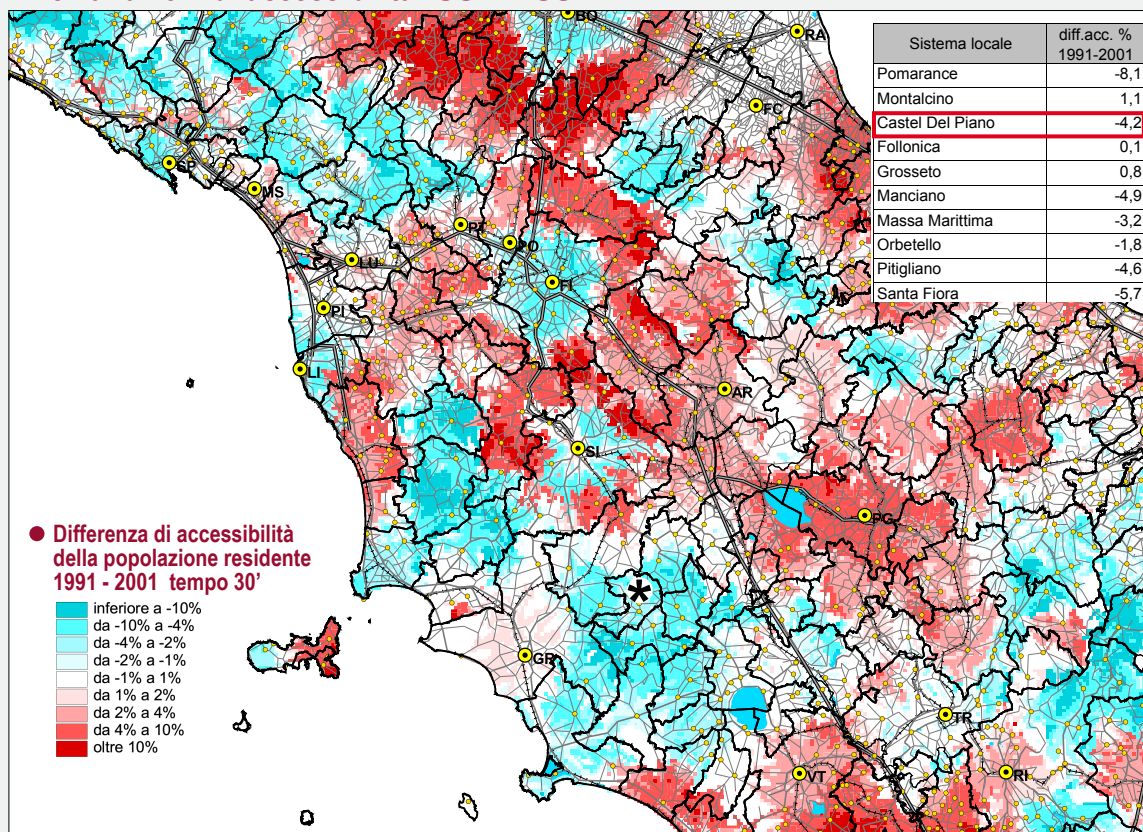 Sistema locale diff.acc. % 1991-2001
Pomarance -8,1
Montalcino 1,1
Castel Del Piano -4,2
Follonica 0,1
Grosseto 0,8
Manciano -4,9
Massa Marittima -3,2
Orbetello -1,8
Pitigliano -4,6
Santa Fiora -5,7
BO
RA
FC
SP
MS
PT
PO
LU
FI
PI
LI
AR
SI
PG
*
GR
TR
VT
RI
● Differenza di accessibilità
della popolazione residente
1991 - 2001 tempo 30'
inferiore a -10%
da -10% a -4%
da -4% a -2%
da -2% a -1%
da -1% a 1%
da 1% a 2%
da 2% a 4%
da 4% a 10%
oltre 10%